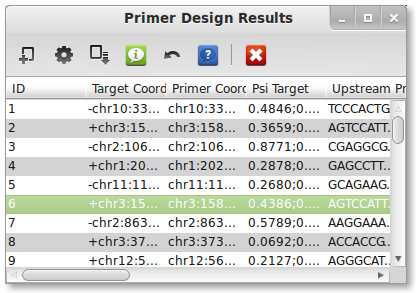 Primer Design Results
ID Target Coord Primer Coord Psi Target Upstream Pr
1 -chr10:33... chr10:33... 0.4846;0.... TCCCACTG
2 +chr3:15... chr3:158... 0.3659;0.... AGTCCATT...
3 -chr2:106... chr2:106... 0.8771;0.... CGAGGCG...
4 +chr1:20... chr1:202... 0.2878;0.... GAGCCTT...
5 -chr11:11... chr11:11... 0.2680;0.... GCAGAAG...
6 +chr3:15... chr3:158... 0.4386;0.... AGTCCATT...
7 -chr2:863... chr2:863... 0.5789;0.... AAGGAAA...
8 +chr3:37... chr3:373... 0.0692;0.... ACCACCG...
9 +chr12:5... chr12:56... 0.2127;0.... AGGGCAT...